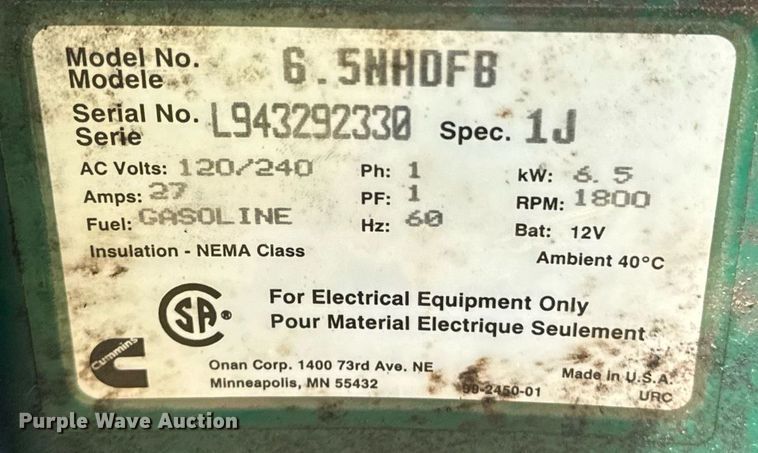 Model No. 6.5NHDFB
Modele
Serial No. L943292330 Spec. 1J
Serie
AC Volts: 120/240 Ph: 1 kW: 6.5
Amps: 27 PF: 1 RPM: 1800
Fuel: GASOLINE Hz: 60 Bat: 12V
Insulation - NEMA Class Ambient 40°C
CSA®
For Electrical Equipment Only
Pour Material Electrique Seulement
Cummins
Onan Corp. 1400 73rd Ave. NE
Minneapolis, MN 55432
99-2450-01
Made in U.S.A.
URC
Purple Wave Auction